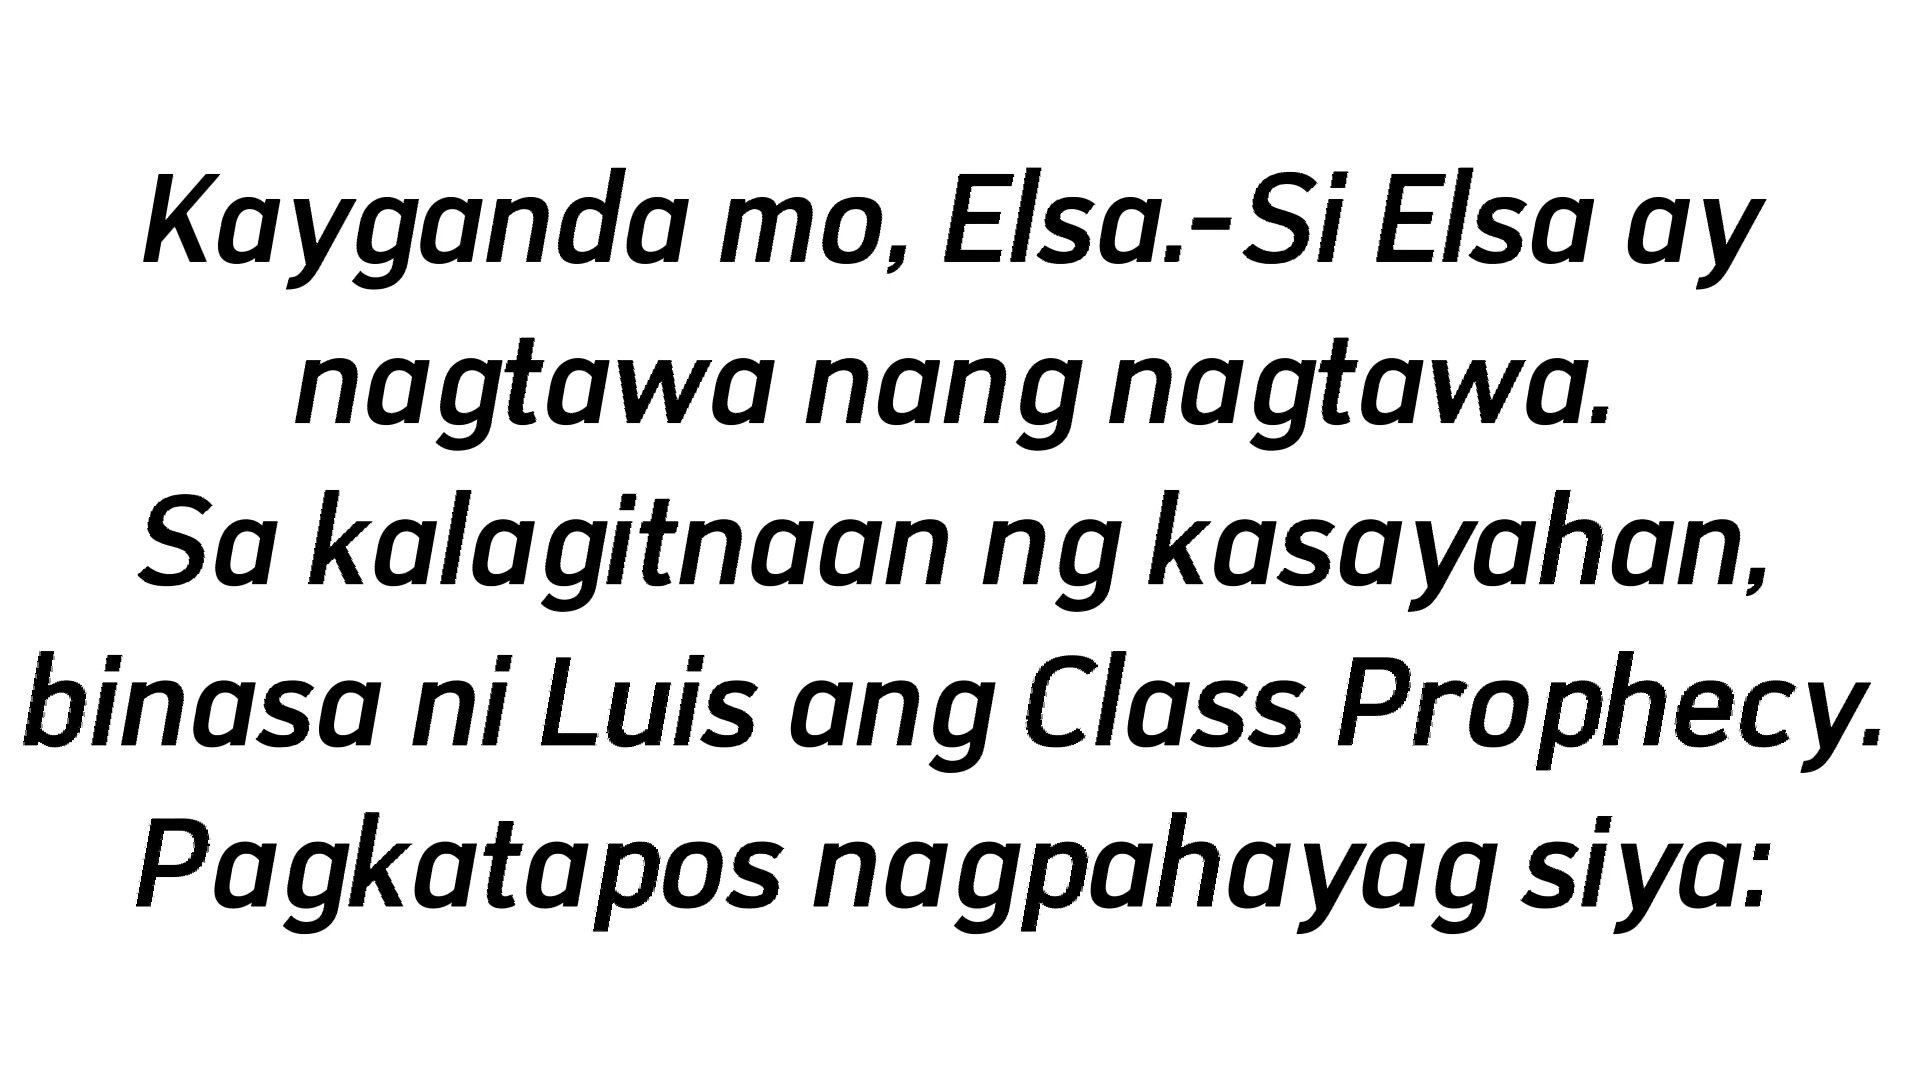 Kayganda mo, Elsa.-Si Elsa ay
nagtawa nang nagtawa.
Sa kalagitnaan ng kasayahan,
binasa ni Luis ang Class Prophecy.
Pagkatapos nagpahayag siya: